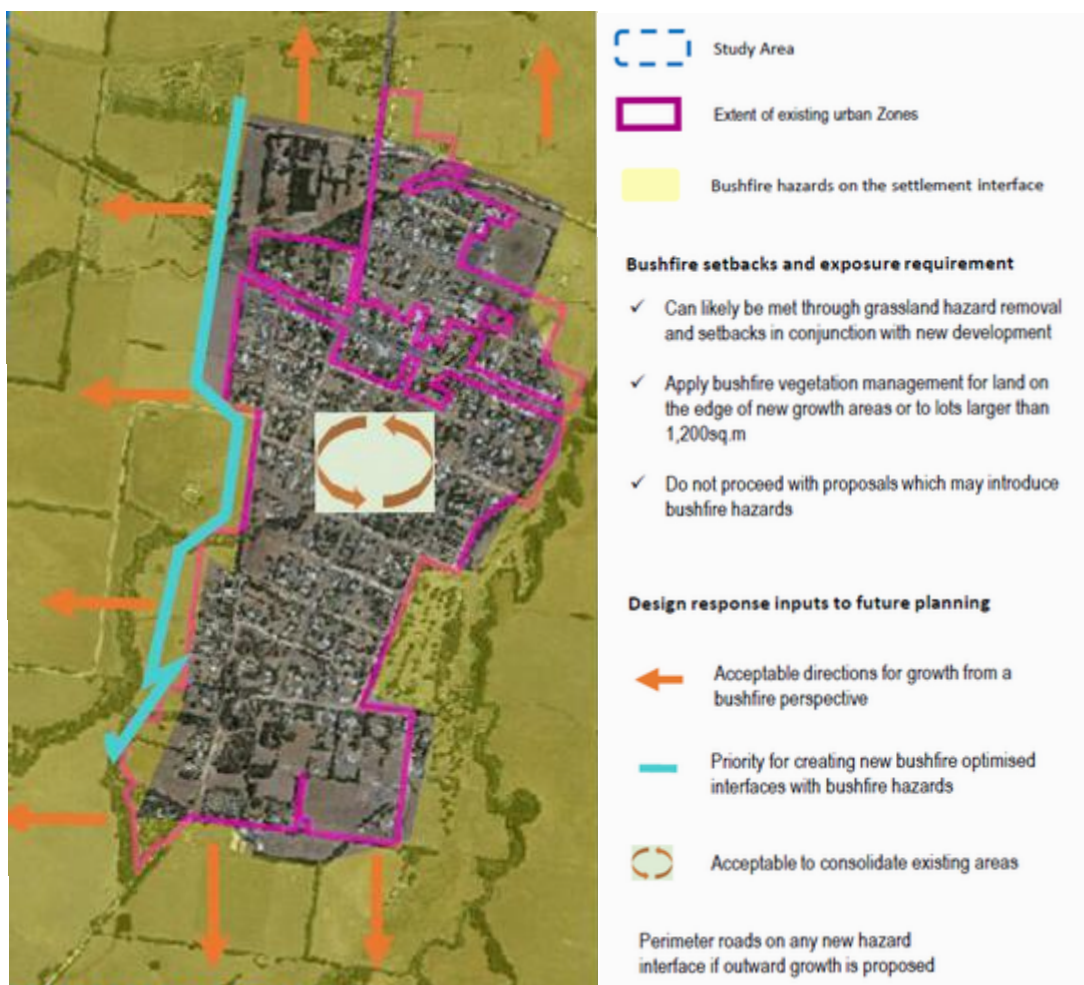 Study Area
Extent of existing urban Zones
Bushfire hazards on the settlement interface
Bushfire setbacks and exposure requirement
✓ Can likely be met through grassland hazard removal
and setbacks in conjunction with new development
✓ Apply bushfire vegetation management for land on
the edge of new growth areas or to lots larger than
1,200sq.m
✓ Do not proceed with proposals which may introduce
bushfire hazards
Design response inputs to future planning
Acceptable directions for growth from a
bushfire perspective
Priority for creating new bushfire optimised
interfaces with bushfire hazards
Acceptable to consolidate existing areas
Perimeter roads on any new hazard
interface if outward growth is proposed